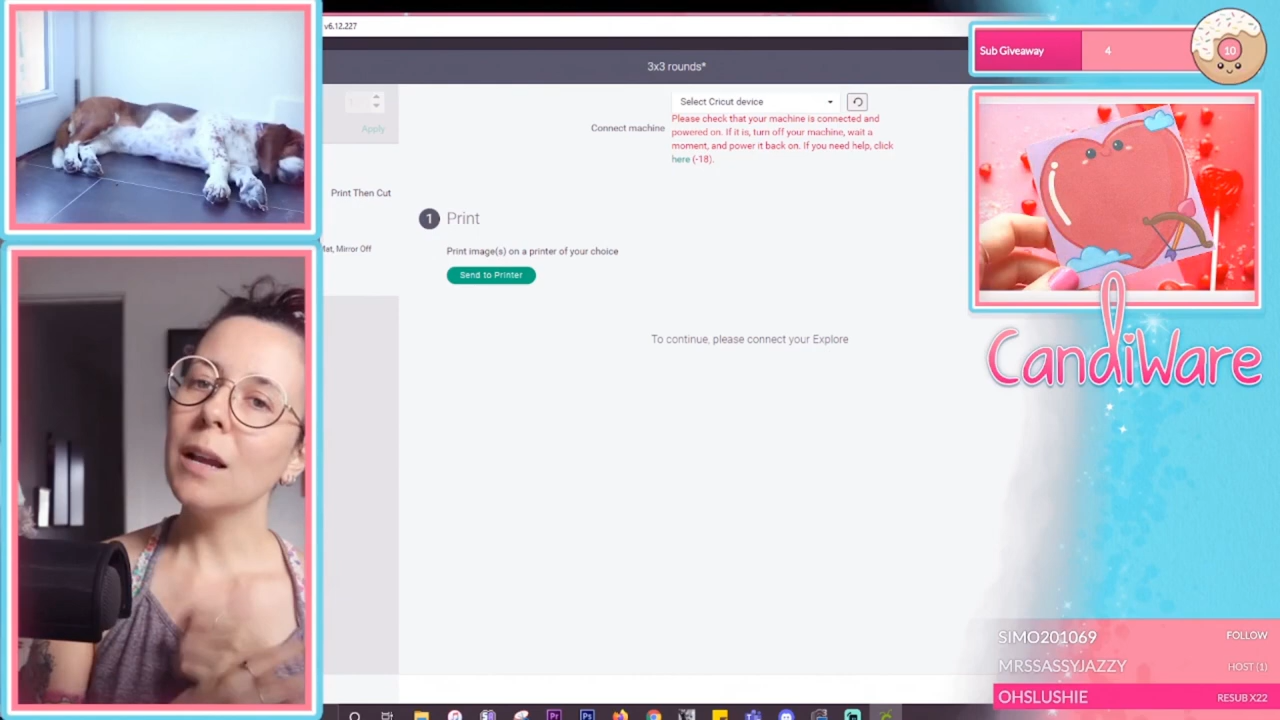 v6.12.227
3x3 rounds*
Apply
Print Then Cut
Mat, Mirror Off
Connect machine
Select Cricut device
Please check that your machine is connected and
powered on. If it is, turn off your machine, wait a
moment, and power it back on. If you need help, click
here (-18).
1 Print
Print image(s) on a printer of your choice
Send to Printer
To continue, please connect your Explore
Sub Giveaway 4 10
CandiWare
SIMO201069 FOLLOW
MRSSASSYJAZZY HOST (1)
OHSLUSHIE RESUB X22
Pr Ps